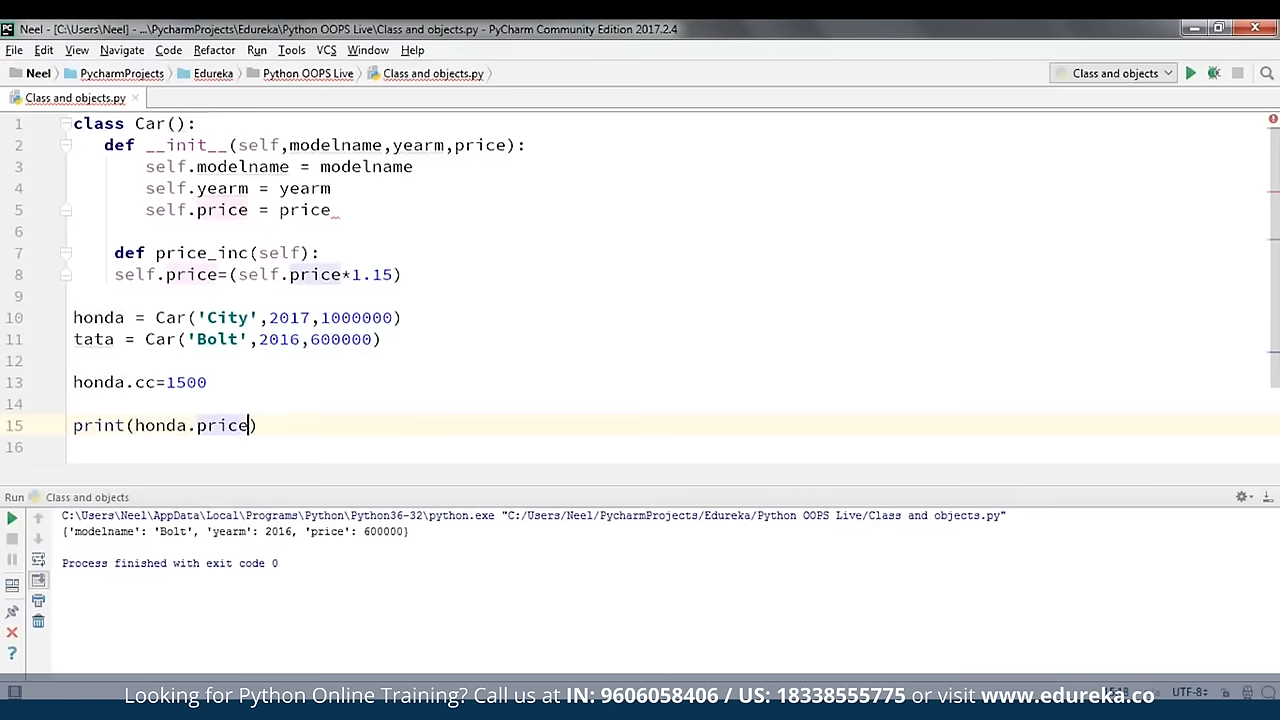 Neel - [C:\Users\Neel] - ...\PycharmProjects\Edureka\Python OOPS Live\Class and objects.py - PyCharm Community Edition 2017.2.4
File Edit View Navigate Code Refactor Run Tools VCS Window Help
Neel PycharmProjects Edureka Python OOPS Live Class and objects.py Class and objects
Class and objects.py
1 class Car():
2 def __init__(self,modelname,yearm,price):
3 self.modelname = modelname
4 self.yearm = yearm
5 self.price = price
6
7 def price_inc(self):
8 self.price=(self.price*1.15)
9
10 honda = Car('City',2017,1000000)
11 tata = Car('Bolt',2016,600000)
12
13 honda.cc=1500
14
15 print(honda.price)
16
Run Class and objects
C:\Users\Neel\AppData\Local\Programs\Python\Python36-32\python.exe "C:/Users/Neel/PycharmProjects/Edureka/Python OOPS Live/Class and objects.py"
{'modelname': 'Bolt', 'yearm': 2016, 'price': 600000}
Process finished with exit code 0
Looking for Python Online Training? Call us at IN: 9606058406 / US: 18338555775 or visit www.edureka.co
UTF-8